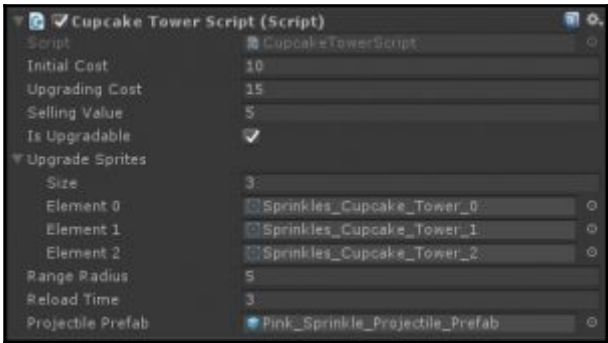 Cupcake Tower Script (Script)
Script CupcakeTowerScript
Initial Cost 10
Upgrading Cost 15
Selling Value 5
Is Upgradable
Upgrade Sprites
Size 3
Element 0 Sprinkles_Cupcake_Tower_0
Element 1 Sprinkles_Cupcake_Tower_1
Element 2 Sprinkles_Cupcake_Tower_2
Range Radius 5
Reload Time 3
Projectile Prefab Pink_Sprinkle_Projectile_Prefab